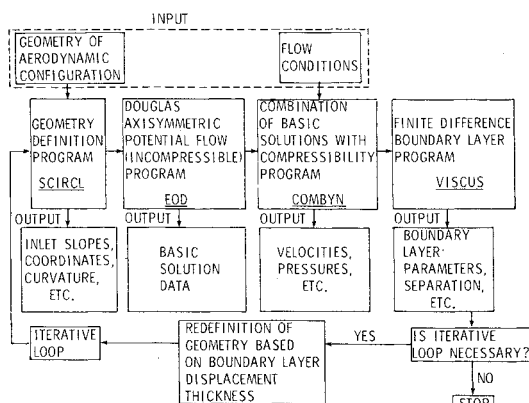 INPUT
GEOMETRY OF
AERODYNAMIC
CONFIGURATION
FLOW
CONDITIONS
GEOMETRY
DEFINITION
PROGRAM
SCIRCL
DOUGLAS
AXISYMMETRIC
POTENTIAL FLOW
(INCOMPRESSIBLE)
PROGRAM
EOD
COMBINATION
OF BASIC
SOLUTIONS WITH
COMPRESSIBILITY
PROGRAM
COMBYN
FINITE DIFFERENCE
BOUNDARY LAYER
PROGRAM
VISCUS
OUTPUT
OUTPUT
OUTPUT
OUTPUT
INLET SLOPES,
COORDINATES,
CURVATURE,
ETC.
BASIC
SOLUTION
DATA
VELOCITIES,
PRESSURES,
ETC.
BOUNDARY
LAYER
PARAMETERS,
SEPARATION,
ETC.
ITERATIVE
LOOP
REDEFINITION OF
GEOMETRY BASED
ON BOUNDARY LAYER
DISPLACEMENT
THICKNESS
YES
IS ITERATIVE
LOOP NECESSARY?
NO
STOP